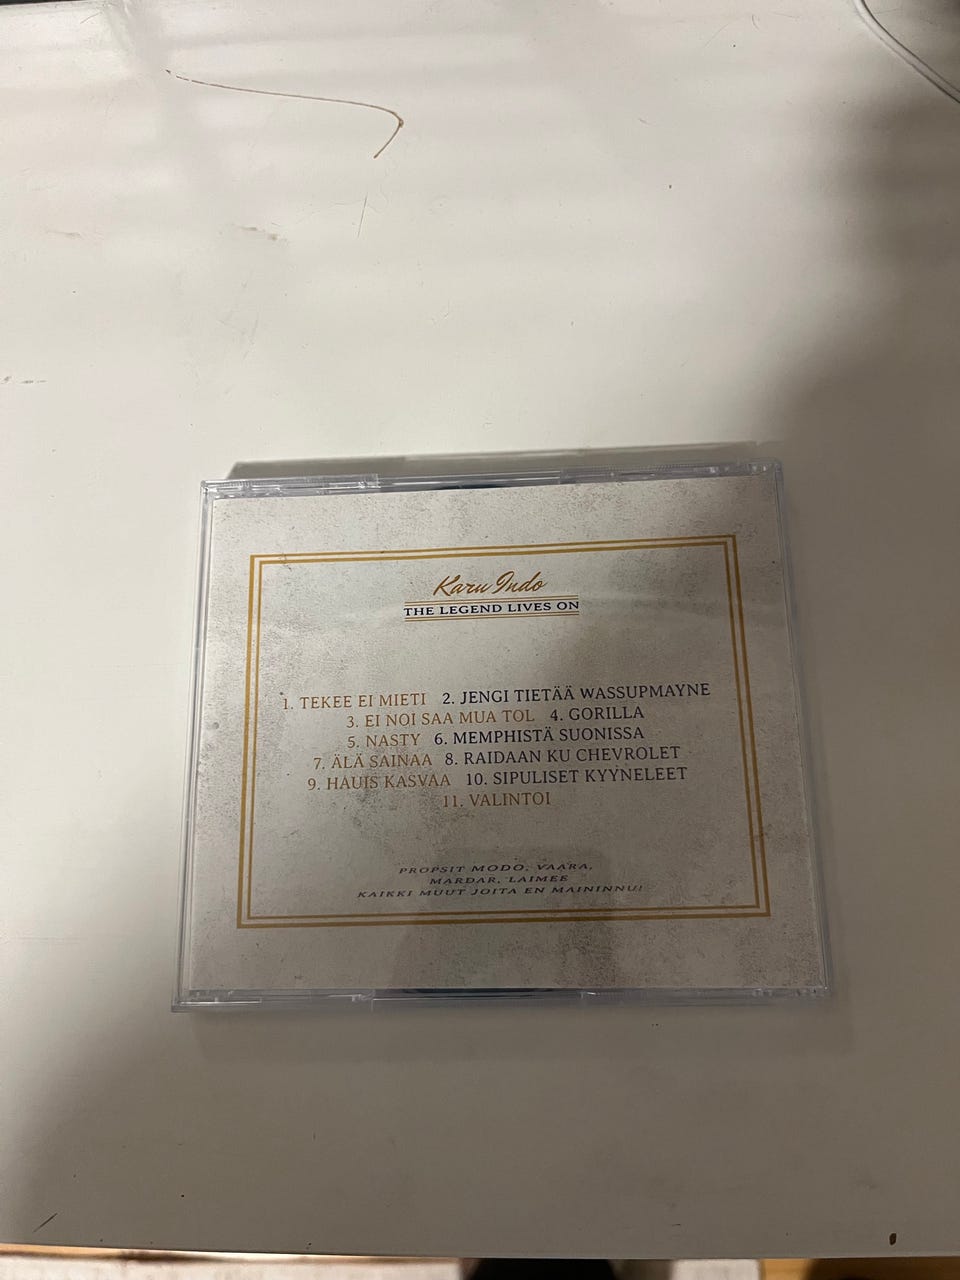 Karu Indo
THE LEGEND LIVES ON
1. TEKEE EI MIETI 2. JENGI TIETÄÄ WASSUPMAYNE
3. EI NOI SAA MUA TOL 4. GORILLA
5. NASTY 6. MEMPHISTÄ SUONISSA
7. ÄLÄ SAINAA 8. RAIDAAN KU CHEVROLET
9. HAUIS KASVAA 10. SIPULISET KYYNELEET
11. VALINTOI
PROPSIT MODO, VAARA,
MARDAR, LAIMEE
KAIKKI MUUT JOITA EN MAININNU!